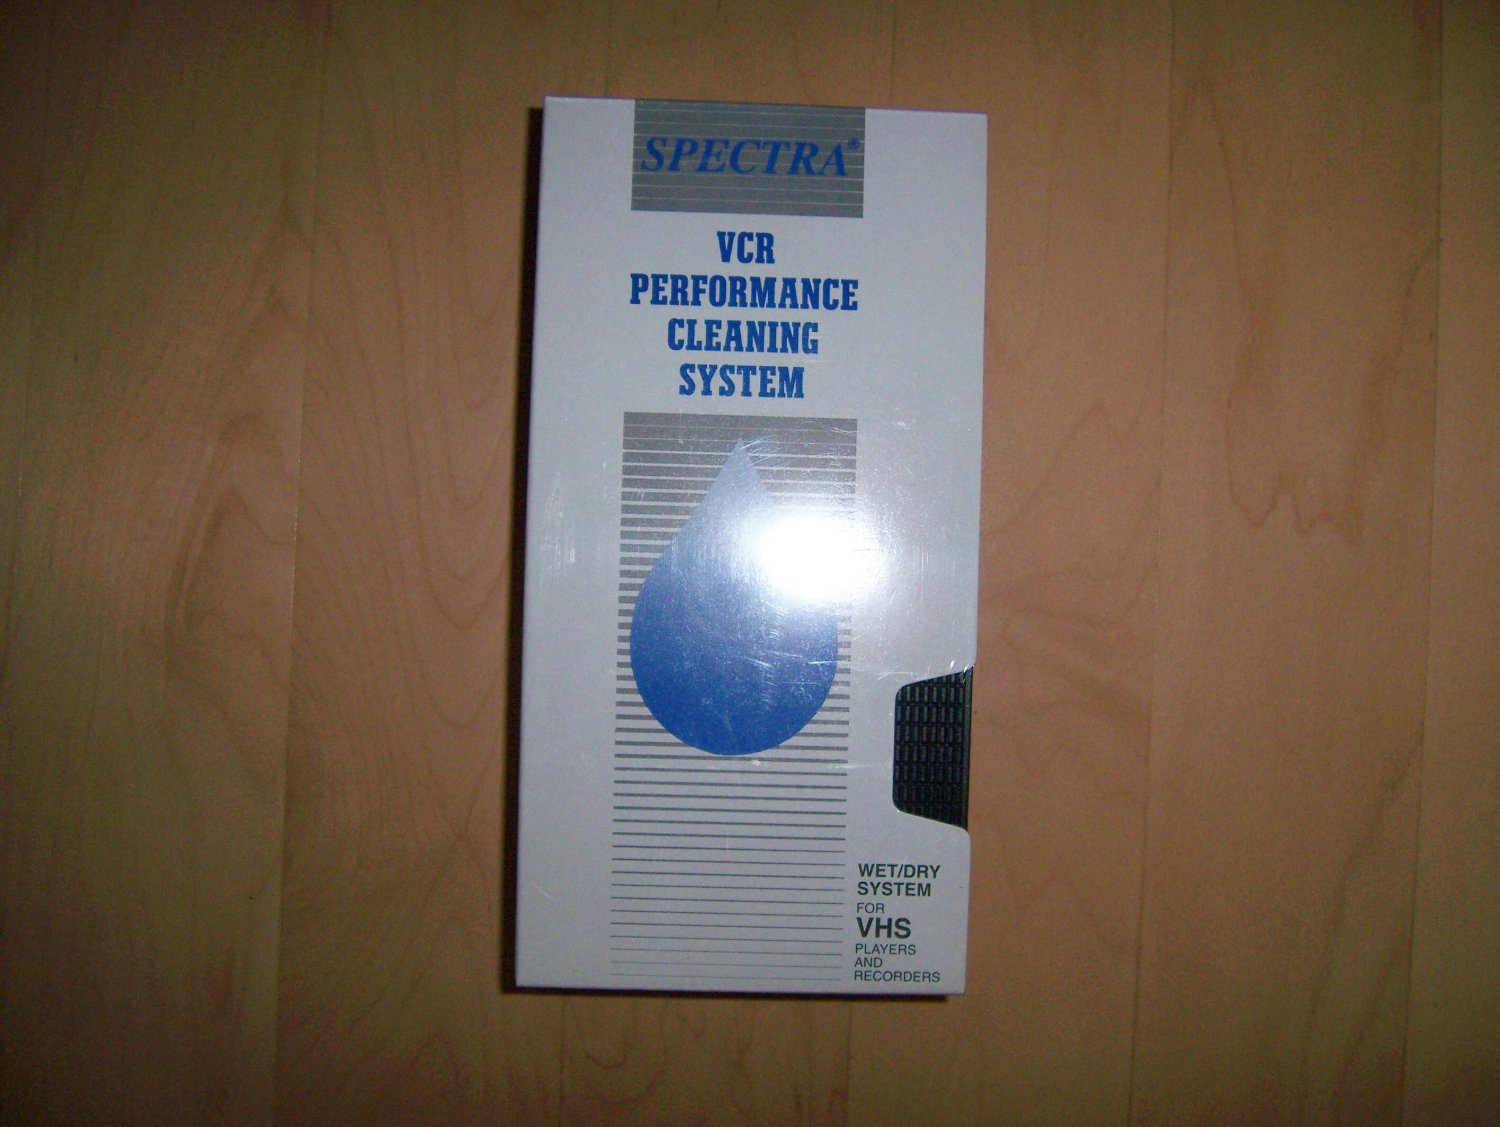 SPECTRA®
VCR
PERFORMANCE
CLEANING
SYSTEM
WET/DRY
SYSTEM
FOR
VHS
PLAYERS
AND
RECORDERS